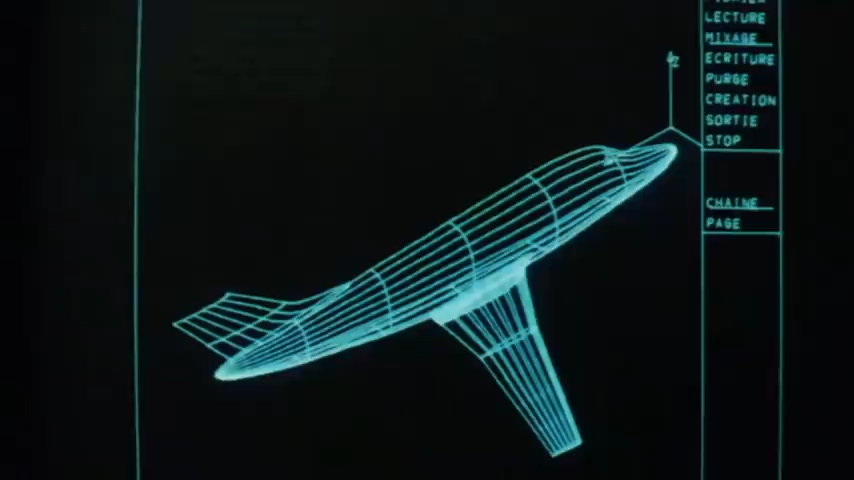 LECTURE
MIXAGE
ECRITURE
PURGE
CREATION
SORTIE
STOP
Z
CHAINE
PAGE